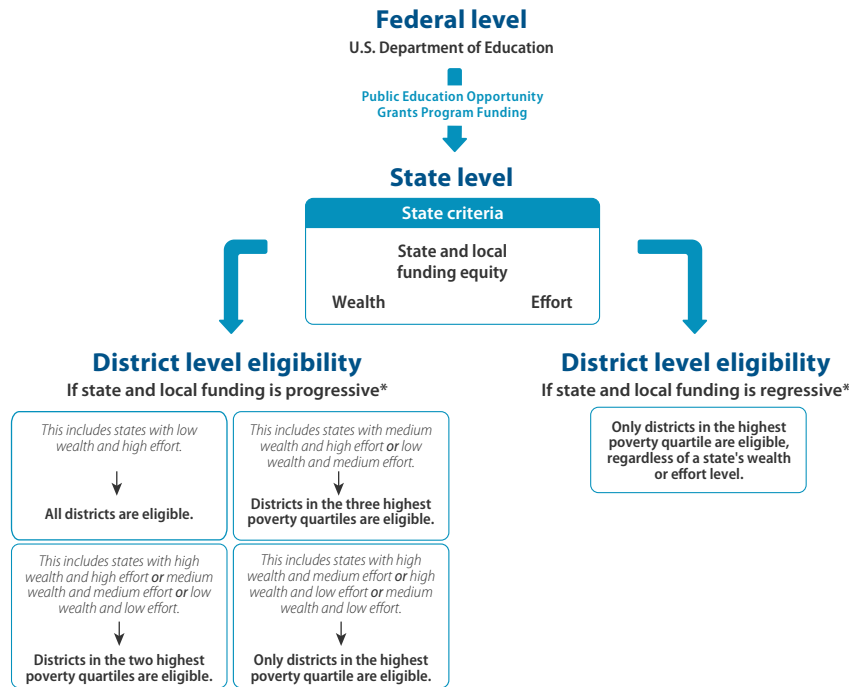 Federal level
U.S. Department of Education
Public Education Opportunity
Grants Program Funding
State level
State criteria
State and local
funding equity
Wealth
Effort
District level eligibility
If state and local funding is progressive*
This includes states with low
wealth and high effort.
All districts are eligible.
This includes states with medium
wealth and high effort or low
wealth and medium effort.
Districts in the three highest
poverty quartiles are eligible.
This includes states with high
wealth and high effort or medium
wealth and medium effort or low
wealth and low effort.
Districts in the two highest
poverty quartiles are eligible.
This includes states with high
wealth and medium effort or high
wealth and low effort or medium
wealth and low effort.
Only districts in the highest
poverty quartile are eligible.
District level eligibility
If state and local funding is regressive*
Only districts in the highest
poverty quartile are eligible,
regardless of a state's wealth
or effort level.